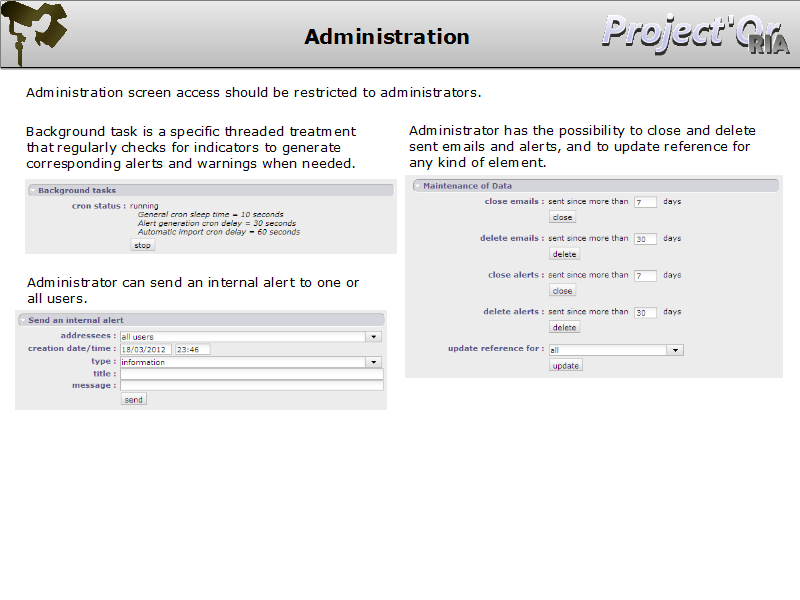 Administration
Project'Or
RIA
Administration screen access should be restricted to administrators.
Background task is a specific threaded treatment
that regularly checks for indicators to generate
corresponding alerts and warnings when needed.
Background tasks
cron status : running
General cron sleep time = 10 seconds
Alert generation cron delay = 30 seconds
Automatic import cron delay = 60 seconds
stop
Administrator can send an internal alert to one or
all users.
Send an internal alert
addressees : all users
creation date/time : 18/03/2012 23:46
type : information
title :
message :
send
Administrator has the possibility to close and delete
sent emails and alerts, and to update reference for
any kind of element.
Maintenance of Data
close emails : sent since more than 7 days
close
delete emails : sent since more than 30 days
delete
close alerts : sent since more than 7 days
close
delete alerts : sent since more than 30 days
delete
update reference for : all
update